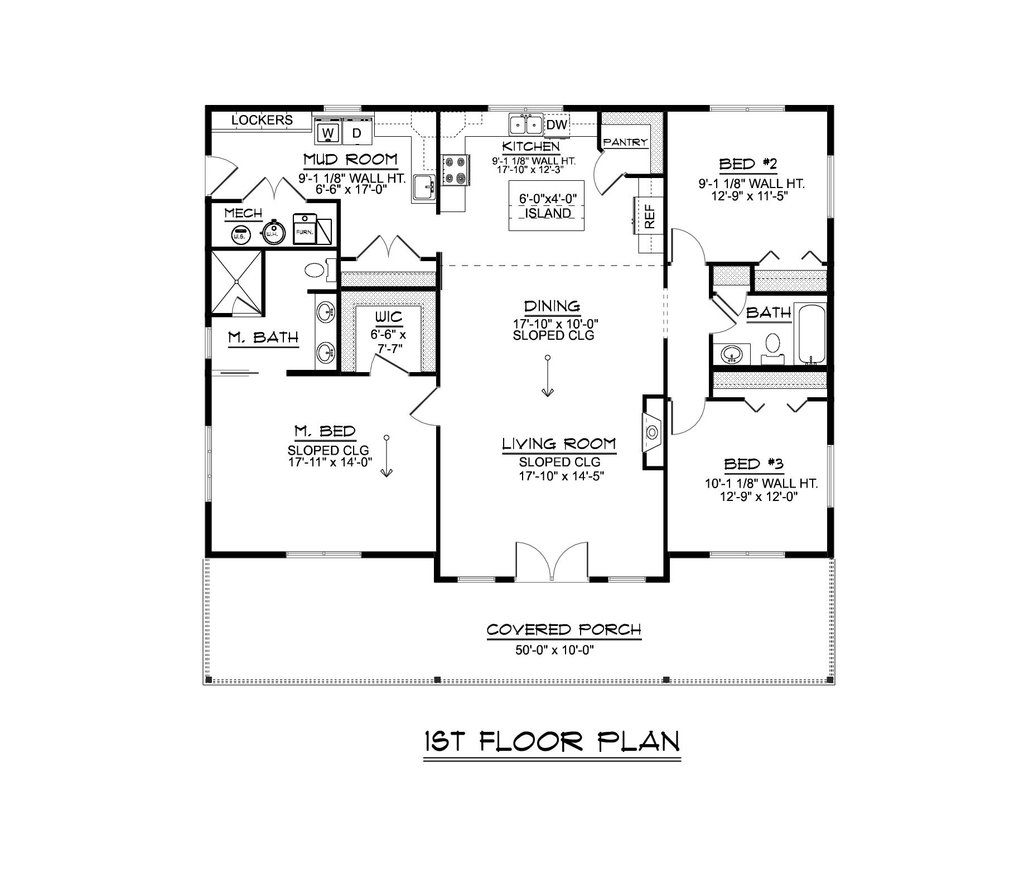 LOCKERS
W D
MUD ROOM
9'-1 1/8" WALL HT.
6'-6" x 17'-0"
MECH
U.S.
W.H.
FURN.
DW
KITCHEN
9'-1 1/8" WALL HT.
17'-10" x 12'-3"
PANTRY
6'-0"x4'-0"
ISLAND
REF
BED #2
9'-1 1/8" WALL HT.
12'-9" x 11'-5"
M. BATH
WIC
6'-6" x
7'-7"
DINING
17'-10" x 10'-0"
SLOPED CLG
BATH
M. BED
SLOPED CLG
17'-11" x 14'-0"
LIVING ROOM
SLOPED CLG
17'-10" x 14'-5"
BED #3
10'-1 1/8" WALL HT.
12'-9" x 12'-0"
COVERED PORCH
50'-0" x 10'-0"
1ST FLOOR PLAN